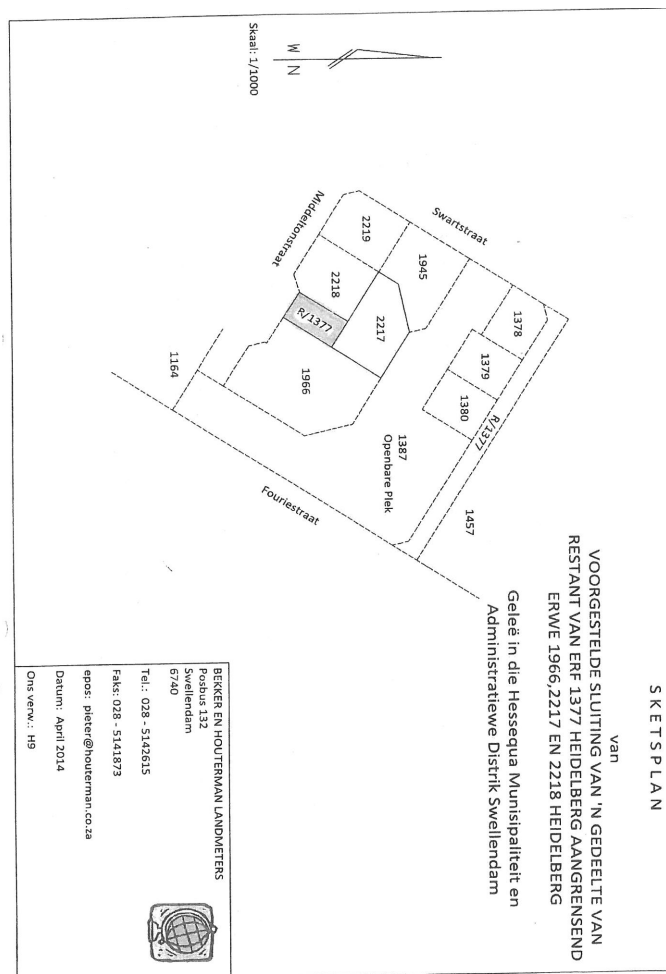 SKETSPLAN
van
VOORGESTELDE SLUITING VAN 'N GEDEELTE VAN
RESTANT VAN ERF 1377 HEIDELBERG AANGRENSEND
ERWE 1966,2217 EN 2218 HEIDELBERG
Geleë in die Hessequa Munisipaliteit en
Administratiewe Distrik Swellendam
W N
Skaal: 1/1000
Swartstraat
Middeltonstraat
Fouriestraat
1378
1379
1380
R/1377
1457
1945
2219
2218
2217
R/1377
1966
1387
Openbare Plek
1164
BEKKER EN HOUTERMAN LANDMETERS
Posbus 132
Swellendam
6740
Tel.: 028 - 5142615
Faks: 028 - 5141873
epos: pieter@houterman.co.za
Datum: April 2014
Ons verw.: H9